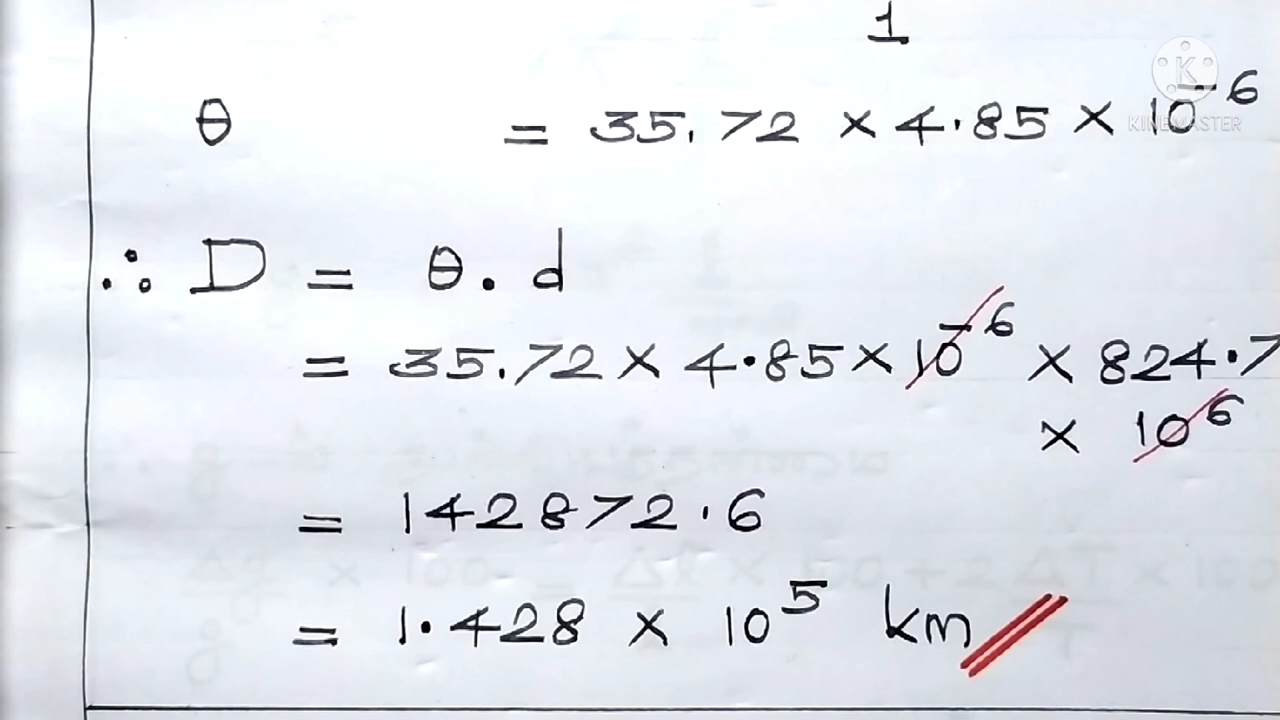 1
θ = 35.72 × 4.85 × 10⁻⁶
K
KINEMASTER
∴ D = θ. d
= 35.72 × 4.85 × 10⁻⁶ × 824.7
× 10⁶
= 142872.6
= 1.428 × 10⁵ km